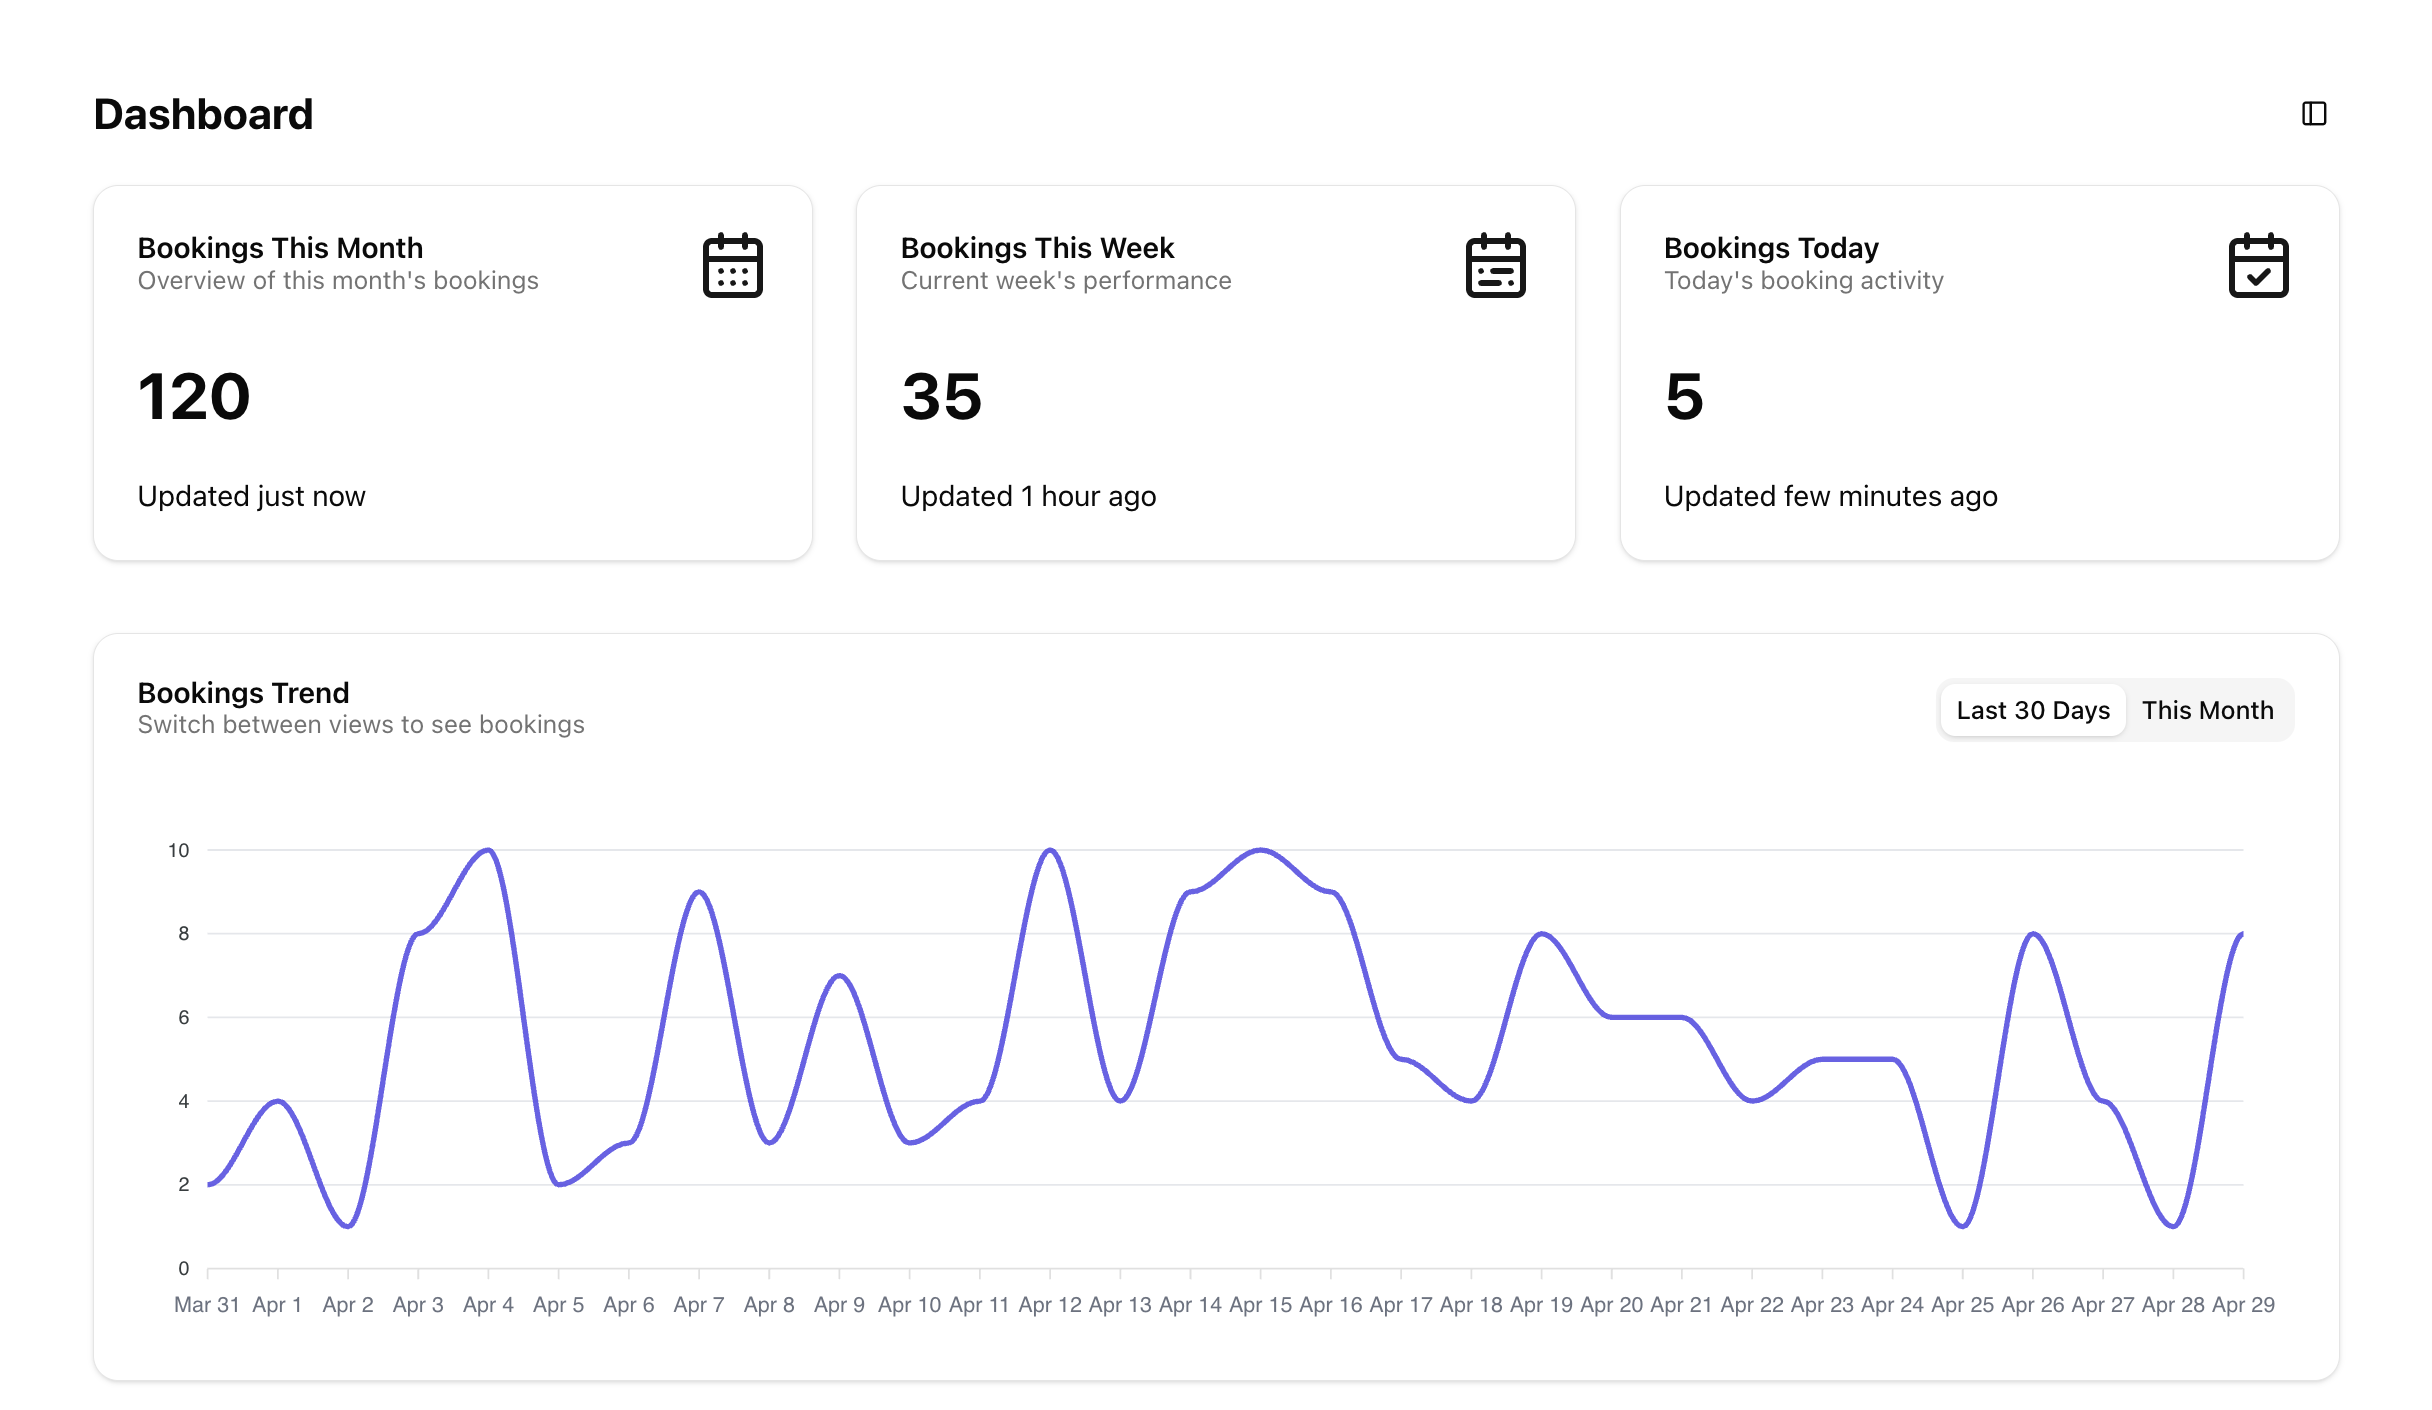 Dashboard
Bookings This Month
Overview of this month's bookings
120
Updated just now
Bookings This Week
Current week's performance
35
Updated 1 hour ago
Bookings Today
Today's booking activity
5
Updated few minutes ago
Bookings Trend
Switch between views to see bookings
Last 30 Days This Month
10
8
6
4
2
0
Mar 31 Apr 1 Apr 2 Apr 3 Apr 4 Apr 5 Apr 6 Apr 7 Apr 8 Apr 9 Apr 10 Apr 11 Apr 12 Apr 13 Apr 14 Apr 15 Apr 16 Apr 17 Apr 18 Apr 19 Apr 20 Apr 21 Apr 22 Apr 23 Apr 24 Apr 25 Apr 26 Apr 27 Apr 28 Apr 29